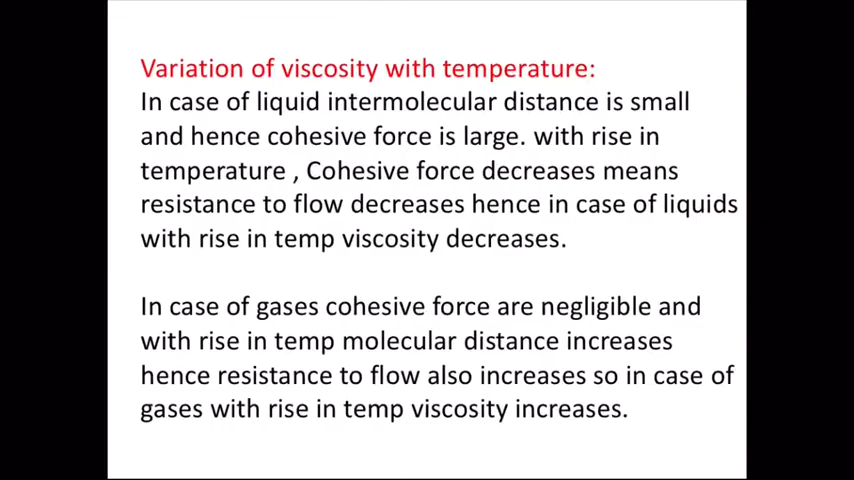 Variation of viscosity with temperature:
In case of liquid intermolecular distance is small
and hence cohesive force is large. with rise in
temperature , Cohesive force decreases means
resistance to flow decreases hence in case of liquids
with rise in temp viscosity decreases.
In case of gases cohesive force are negligible and
with rise in temp molecular distance increases
hence resistance to flow also increases so in case of
gases with rise in temp viscosity increases.